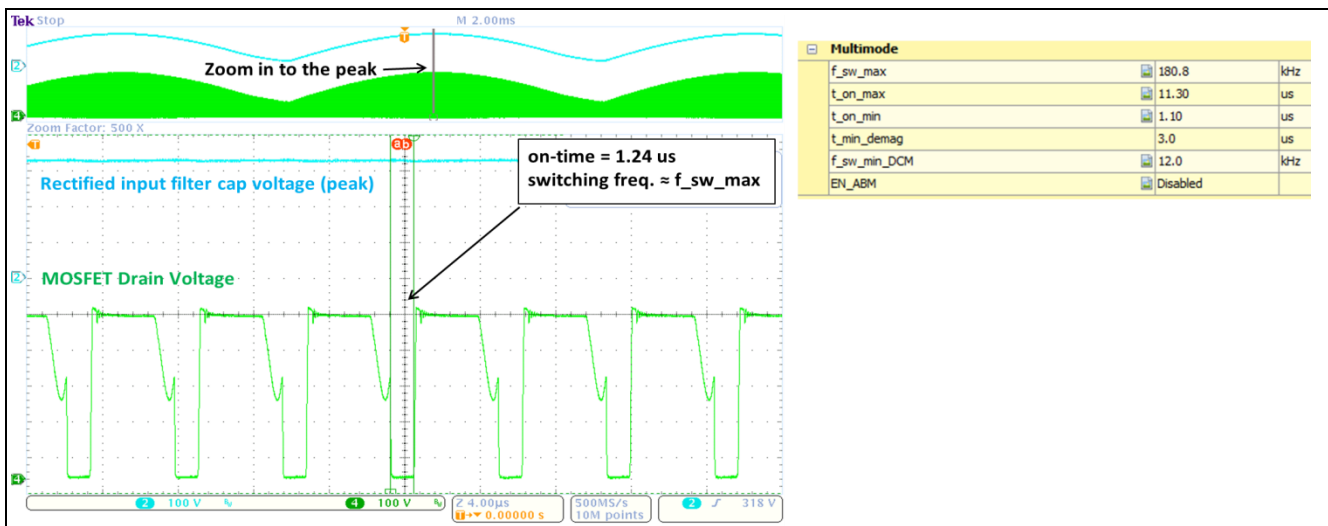 Tek Stop
M 2.00ms
T
2
Zoom in to the peak
4
Zoom Factor: 500 X
T
a b
on-time = 1.24 us
switching freq. ≈ f_sw_max
Rectified input filter cap voltage (peak)
2
MOSFET Drain Voltage
4
2 100 V
4 100 V
Z 4.00µs
T→▼ 0.00000 s
500MS/s
10M points
2 318 V
Multimode
f_sw_max 180.8 kHz
t_on_max 11.30 us
t_on_min 1.10 us
t_min_demag 3.0 us
f_sw_min_DCM 12.0 kHz
EN_ABM Disabled